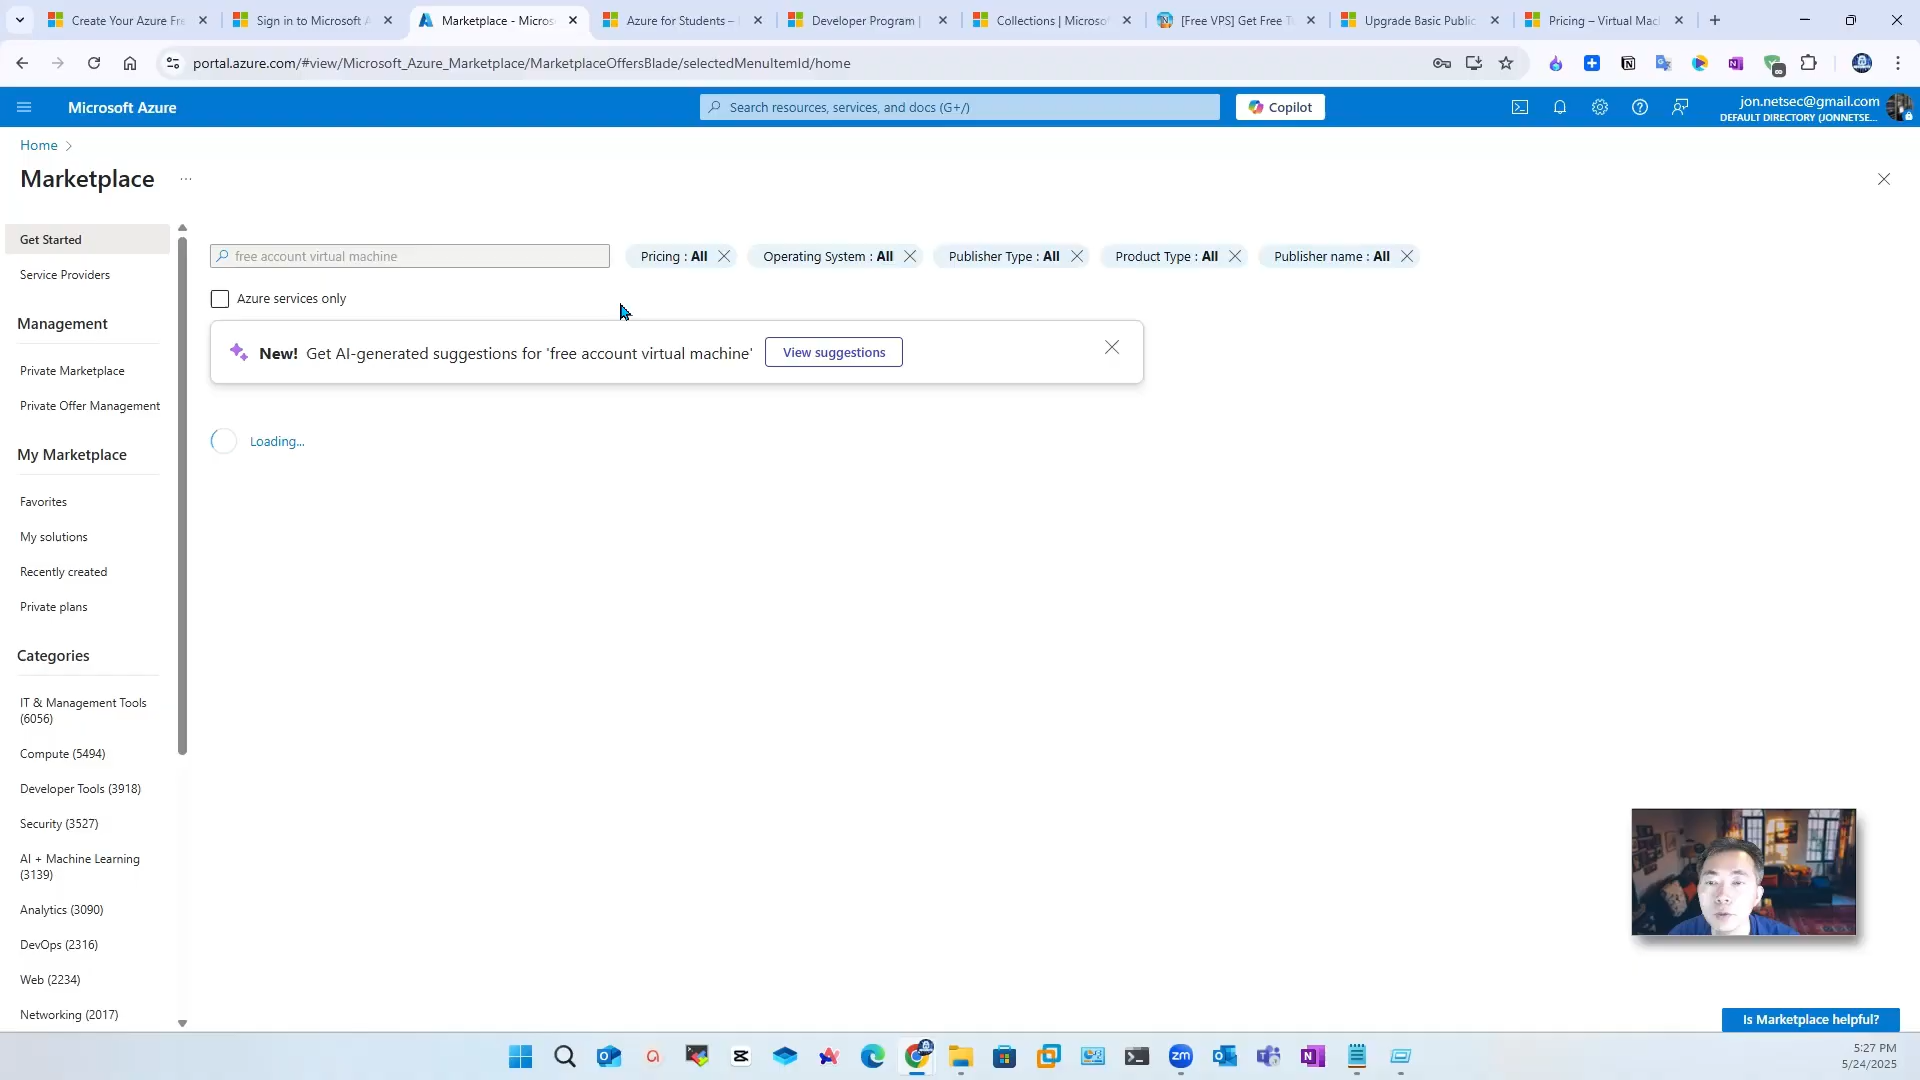 Create Your Azure Fre
Sign in to Microsoft A
Marketplace - Micros
Azure for Students –
Developer Program |
Collections | Microsof
[Free VPS] Get Free T
Upgrade Basic Public
Pricing – Virtual Mac
portal.azure.com/#view/Microsoft_Azure_Marketplace/MarketplaceOffersBlade/selectedMenuItemId/home
Microsoft Azure
Search resources, services, and docs (G+/)
Copilot
jon.netsec@gmail.com
DEFAULT DIRECTORY (JONNETSE...
Home
Marketplace
...
Get Started
Service Providers
Management
Private Marketplace
Private Offer Management
My Marketplace
Favorites
My solutions
Recently created
Private plans
Categories
IT & Management Tools
(6056)
Compute (5494)
Developer Tools (3918)
Security (3527)
AI + Machine Learning
(3139)
Analytics (3090)
DevOps (2316)
Web (2234)
Networking (2017)
free account virtual machine
Pricing : All
Operating System : All
Publisher Type : All
Product Type : All
Publisher name : All
Azure services only
New! Get AI-generated suggestions for 'free account virtual machine'
View suggestions
Loading...
Is Marketplace helpful?
zm
5:27 PM
5/24/2025